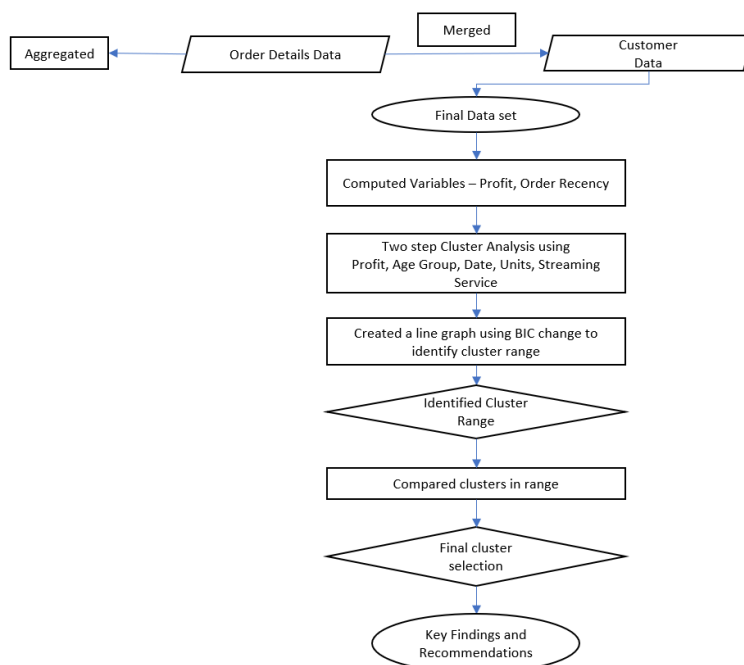 Merged
Aggregated
Order Details Data
Customer
Data
Final Data set
Computed Variables – Profit, Order Recency
Two step Cluster Analysis using
Profit, Age Group, Date, Units, Streaming
Service
Created a line graph using BIC change to
identify cluster range
Identified Cluster
Range
Compared clusters in range
Final cluster
selection
Key Findings and
Recommendations